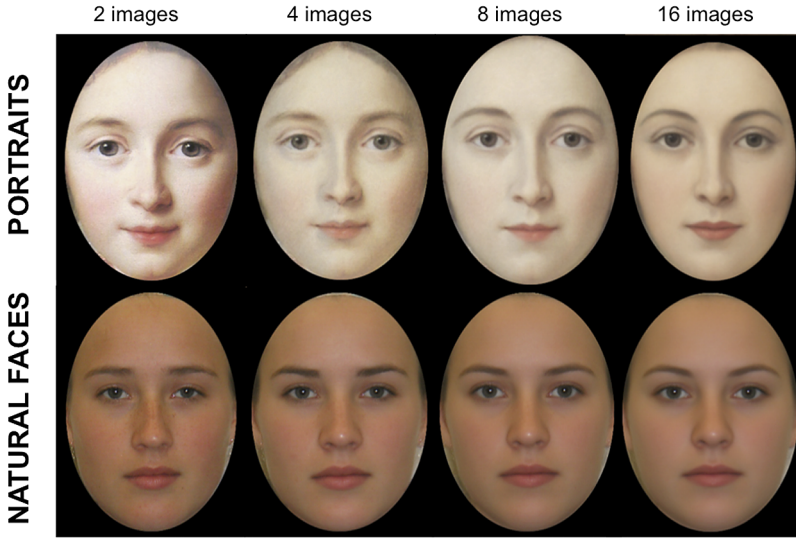 2 images
4 images
8 images
16 images
PORTRAITS
NATURAL FACES